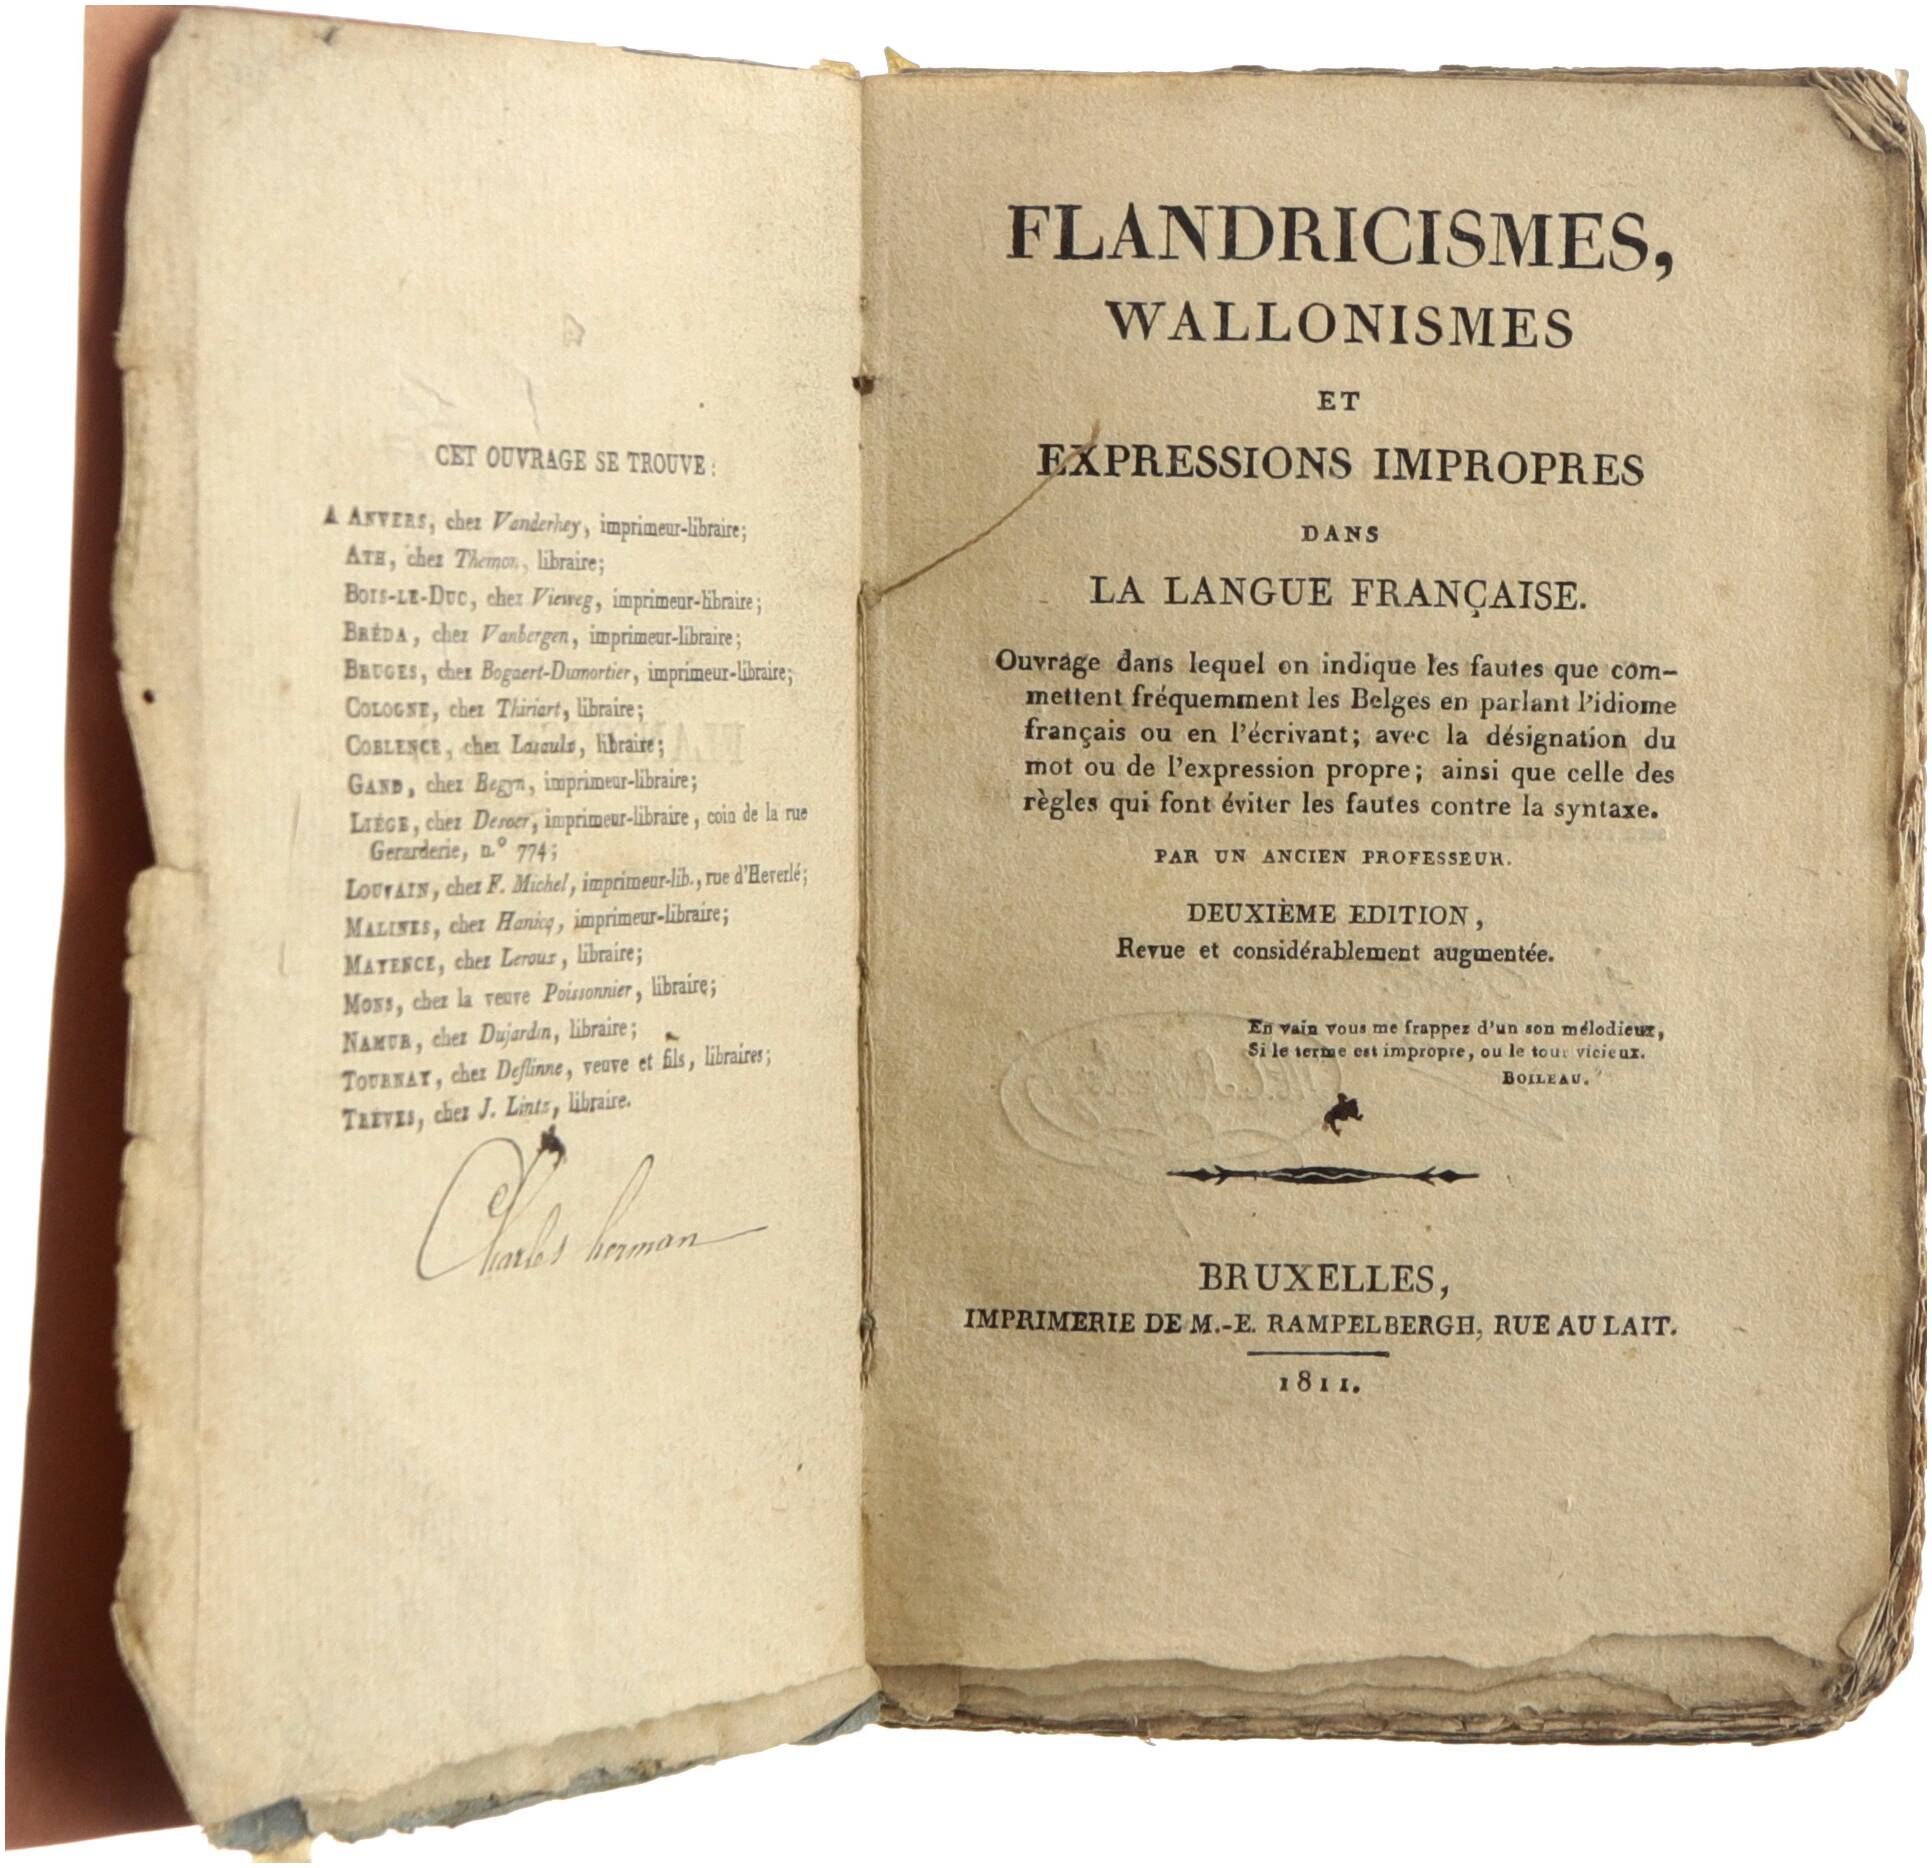 CET OUVRAGE SE TROUVE :
A ANVERS, chez Vanderhey, imprimeur-libraire;
ATH, chez Themon, libraire;
BOIS-LE-DUC, chez Vieweg, imprimeur-libraire;
BRÉDA, chez Vanbergen, imprimeur-libraire;
BRUGES, chez Bogaert-Dumortier, imprimeur-libraire;
COLOGNE, chez Thiriart, libraire;
COBLENCE, chez Lasaulx, libraire;
GAND, chez Begyn, imprimeur-libraire;
LIÉGE, chez Desoer, imprimeur-libraire, coin de la rue
Gerarderie, n.º 774;
LOUVAIN, chez F. Michel, imprimeur-lib., rue d'Heverlé;
MALINES, chez Hanicq, imprimeur-libraire;
MAYENCE, chez Leroux, libraire;
MONS, chez la veuve Poissonnier, libraire;
NAMUR, chez Dujardin, libraire;
TOURNAY, chez Deflinne, veuve et fils, libraires;
TRÈVES, chez J. Lintz, libraire.
Charles herman
FLANDRICISMES,
WALLONISMES
ET
EXPRESSIONS IMPROPRES
DANS
LA LANGUE FRANÇAISE.
Ouvrage dans lequel on indique les fautes que com-
mettent fréquemment les Belges en parlant l'idiome
français ou en l'écrivant; avec la désignation du
mot ou de l'expression propre; ainsi que celle des
règles qui font éviter les fautes contre la syntaxe.
PAR UN ANCIEN PROFESSEUR.
DEUXIÈME EDITION,
Revue et considérablement augmentée.
En vain vous me frappez d'un son mélodieux,
Si le terme est impropre, ou le tour vicieux.
BOILEAU.
BRUXELLES,
IMPRIMERIE DE M.-E. RAMPELBERGH, RUE AU LAIT.
1811.